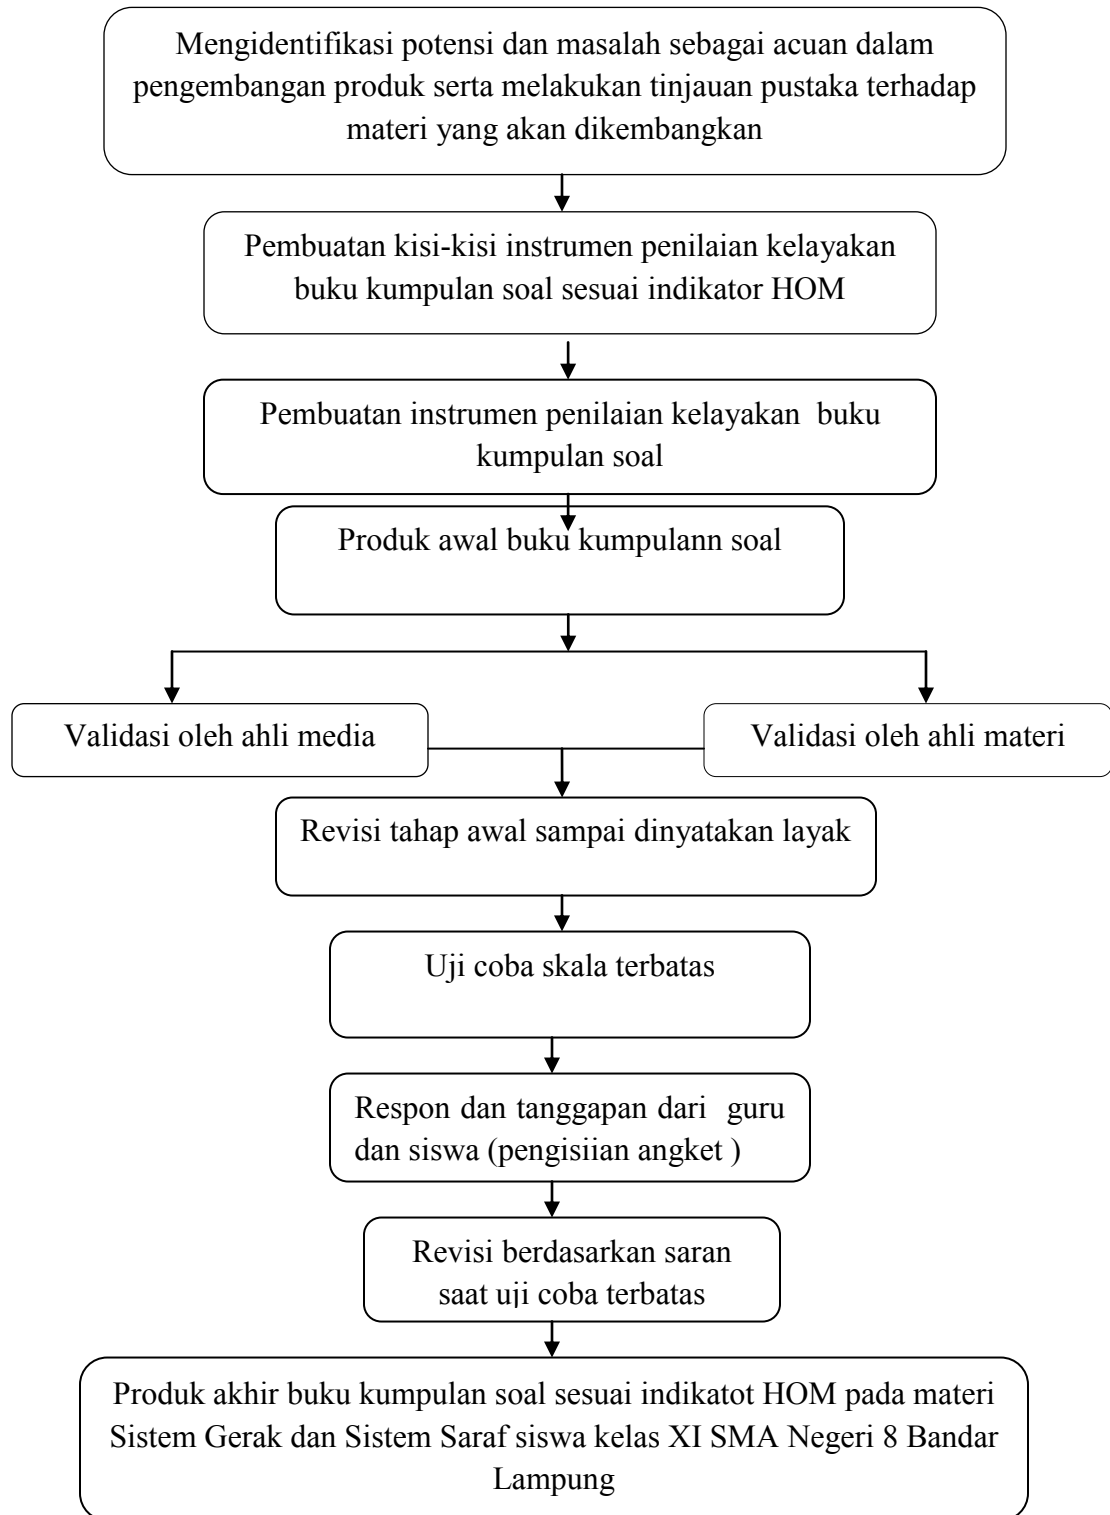 Mengidentifikasi potensi dan masalah sebagai acuan dalam
pengembangan produk serta melakukan tinjauan pustaka terhadap
materi yang akan dikembangkan
Pembuatan kisi-kisi instrumen penilaian kelayakan
buku kumpulan soal sesuai indikator HOM
Pembuatan instrumen penilaian kelayakan buku
kumpulan soal
Produk awal buku kumpulann soal
Validasi oleh ahli media
Validasi oleh ahli materi
Revisi tahap awal sampai dinyatakan layak
Uji coba skala terbatas
Respon dan tanggapan dari guru
dan siswa (pengisiian angket )
Revisi berdasarkan saran
saat uji coba terbatas
Produk akhir buku kumpulan soal sesuai indikatot HOM pada materi
Sistem Gerak dan Sistem Saraf siswa kelas XI SMA Negeri 8 Bandar
Lampung